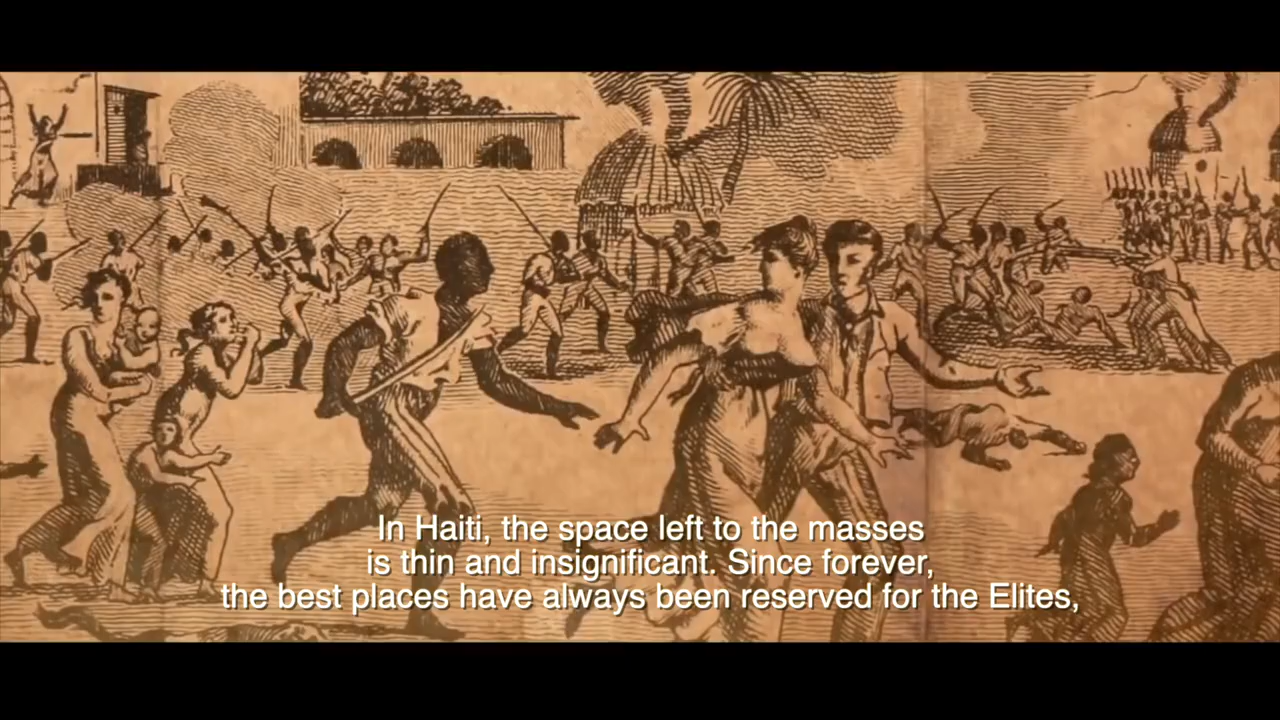 In Haiti, the space left to the masses
is thin and insignificant. Since forever,
the best places have always been reserved for the Elites,